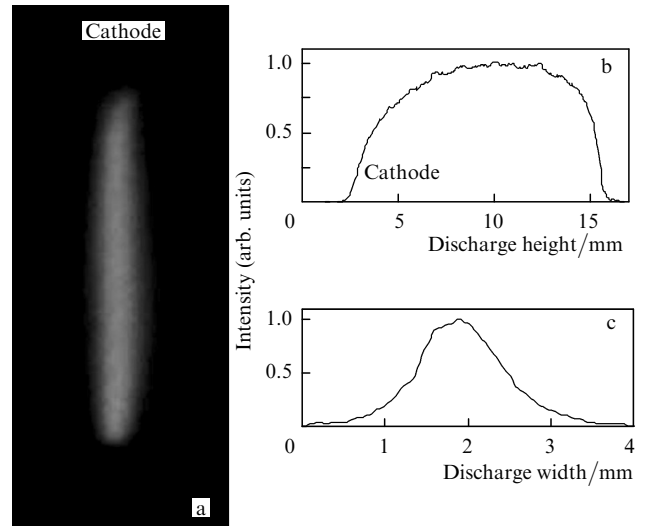 Cathode
a
Intensity (arb. units)
b
1.0
0.5
Cathode
0
5
10
15
Discharge height/mm
c
1.0
0.5
0
1
2
3
4
Discharge width/mm